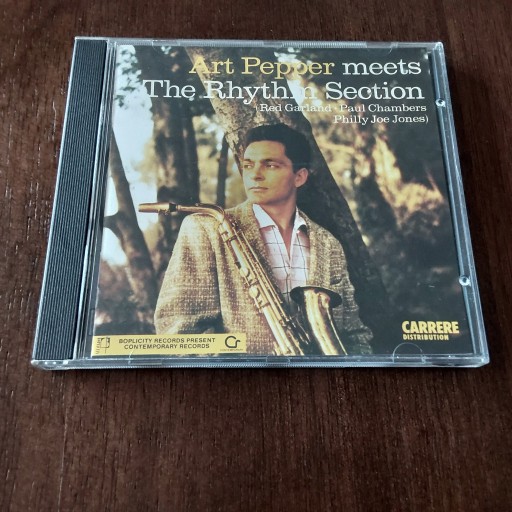 Art Pepper meets
The Rhythm Section
(Red Garland • Paul Chambers
Philly Joe Jones)
BOPLICITY RECORDS PRESENT
CONTEMPORARY RECORDS
CARRERE
DISTRIBUTION